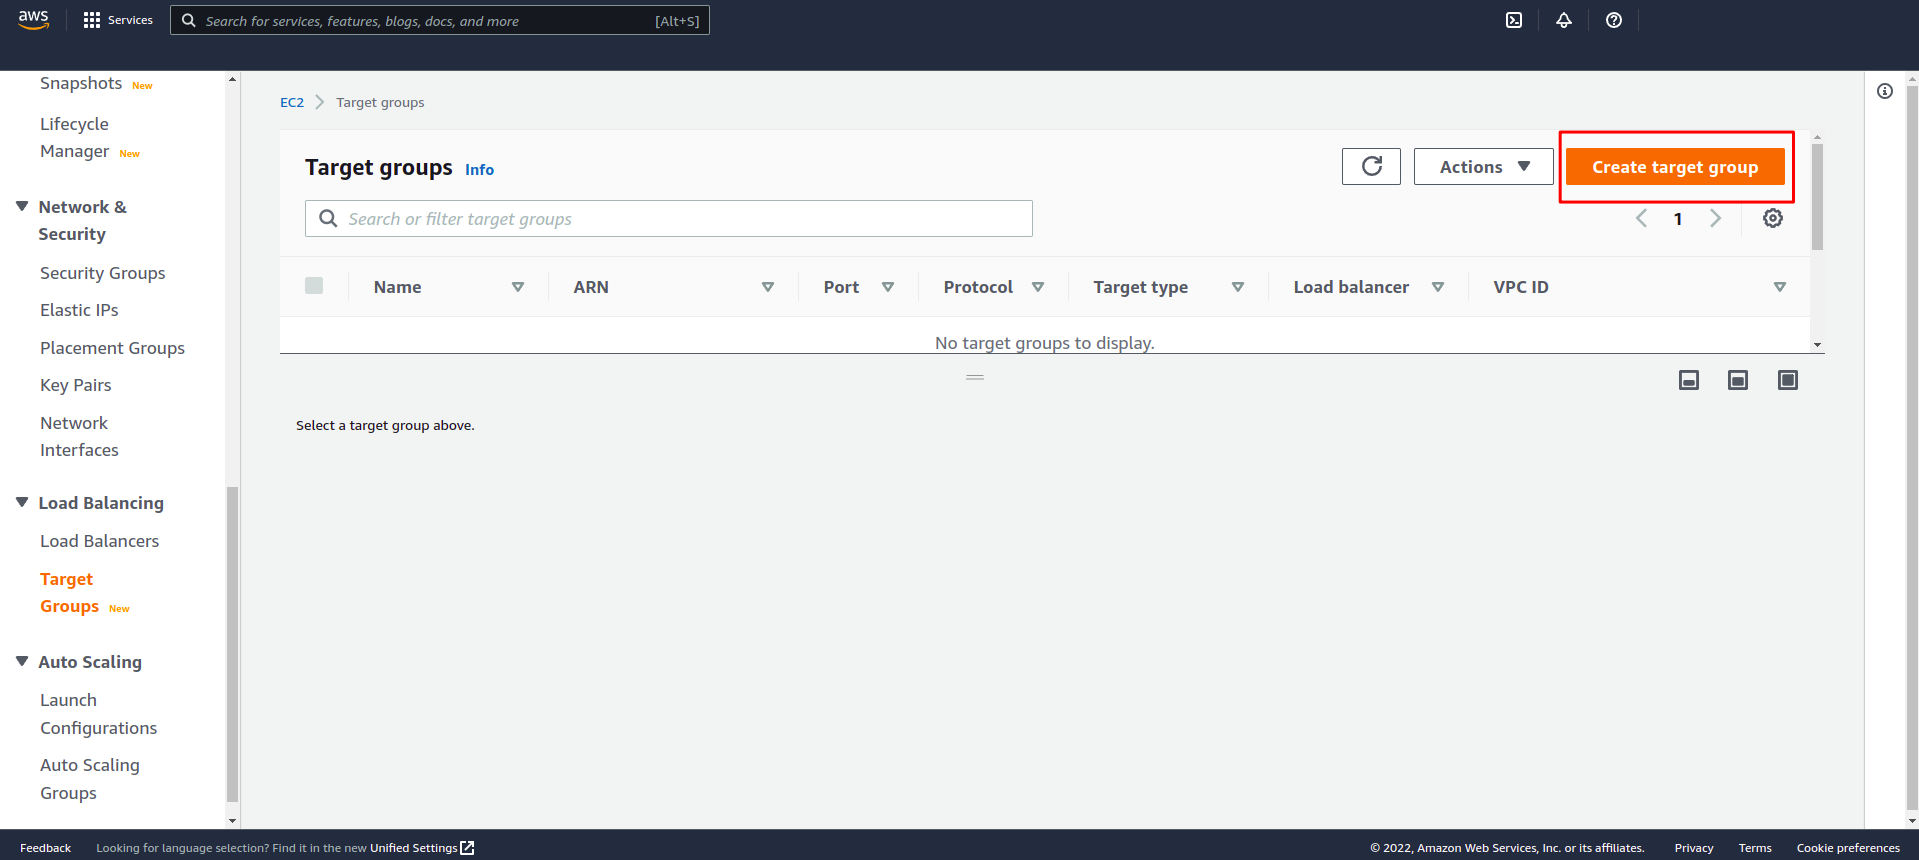 aws
Services
Search for services, features, blogs, docs, and more
[Alt+S]
Snapshots New
Lifecycle
Manager New
Network &
Security
Security Groups
Elastic IPs
Placement Groups
Key Pairs
Network
Interfaces
Load Balancing
Load Balancers
Target
Groups New
Auto Scaling
Launch
Configurations
Auto Scaling
Groups
EC2
Target groups
Target groups Info
Actions
Create target group
Search or filter target groups
1
Name
ARN
Port
Protocol
Target type
Load balancer
VPC ID
No target groups to display.
Select a target group above.
Feedback
Looking for language selection? Find it in the new Unified Settings
© 2022, Amazon Web Services, Inc. or its affiliates.
Privacy
Terms
Cookie preferences